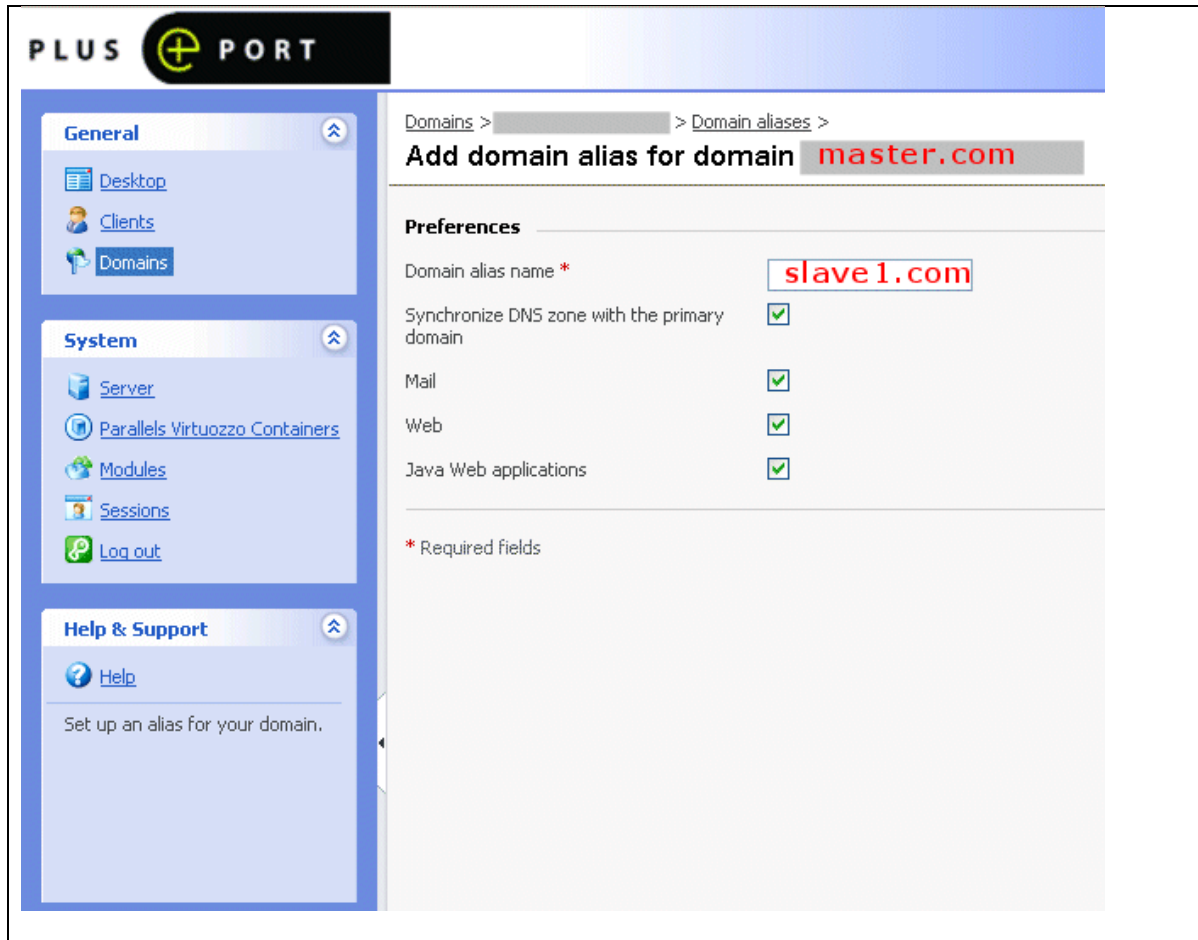 PLUS PORT
General
Desktop
Clients
Domains
System
Server
Parallels Virtuozzo Containers
Modules
Sessions
Log out
Help & Support
Help
Set up an alias for your domain.
Domains > > Domain aliases >
Add domain alias for domain master.com
Preferences
Domain alias name * slave1.com
Synchronize DNS zone with the primary
domain
Mail
Web
Java Web applications
* Required fields